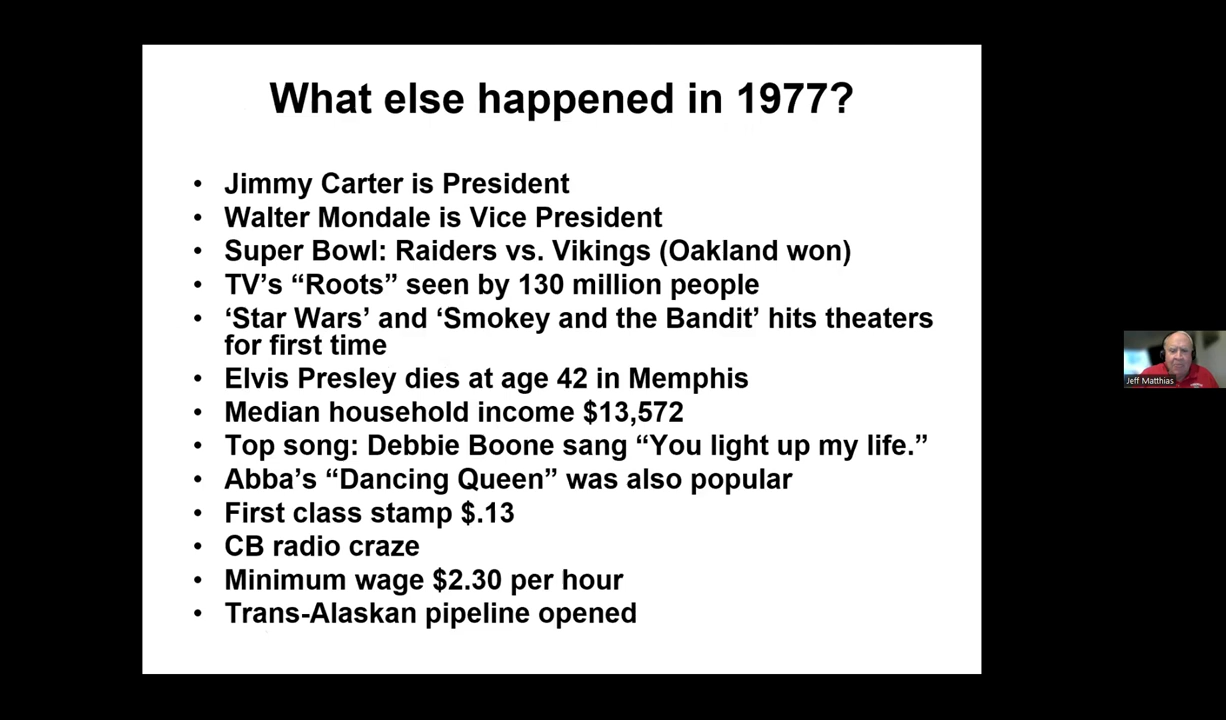 What else happened in 1977?
• Jimmy Carter is President
• Walter Mondale is Vice President
• Super Bowl: Raiders vs. Vikings (Oakland won)
• TV’s “Roots” seen by 130 million people
• ‘Star Wars’ and ‘Smokey and the Bandit’ hits theaters
for first time
• Elvis Presley dies at age 42 in Memphis
• Median household income $13,572
• Top song: Debbie Boone sang “You light up my life.”
• Abba’s “Dancing Queen” was also popular
• First class stamp $.13
• CB radio craze
• Minimum wage $2.30 per hour
• Trans-Alaskan pipeline opened
Jeff Matthias